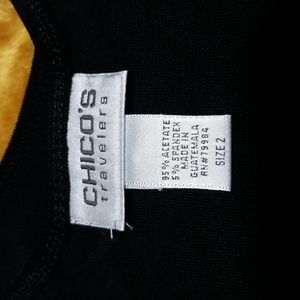 CHICO'S
travelers
95% ACETATE
5% SPANDEX
MADE IN
GUATEMALA
RN#79984
SIZE 2